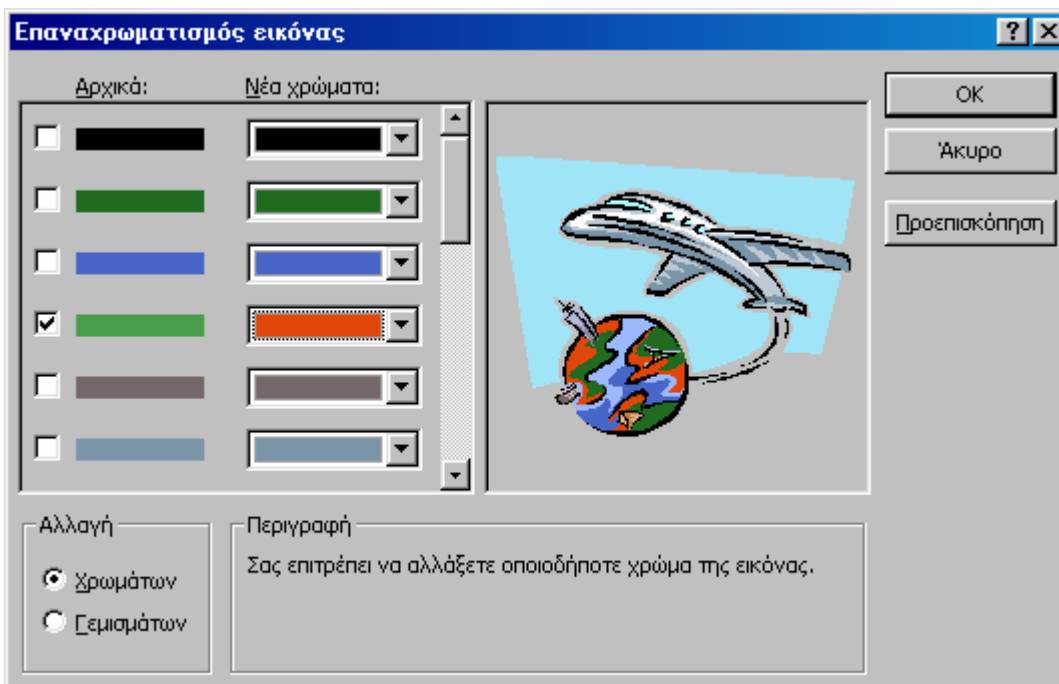 Επαναχρωματισμός εικόνας
Αρχικά: Νέα χρώματα:
OK
Άκυρο
Προεπισκόπηση
Αλλαγή
Χρωμάτων
Γεμισμάτων
Περιγραφή
Σας επιτρέπει να αλλάξετε οποιοδήποτε χρώμα της εικόνας.